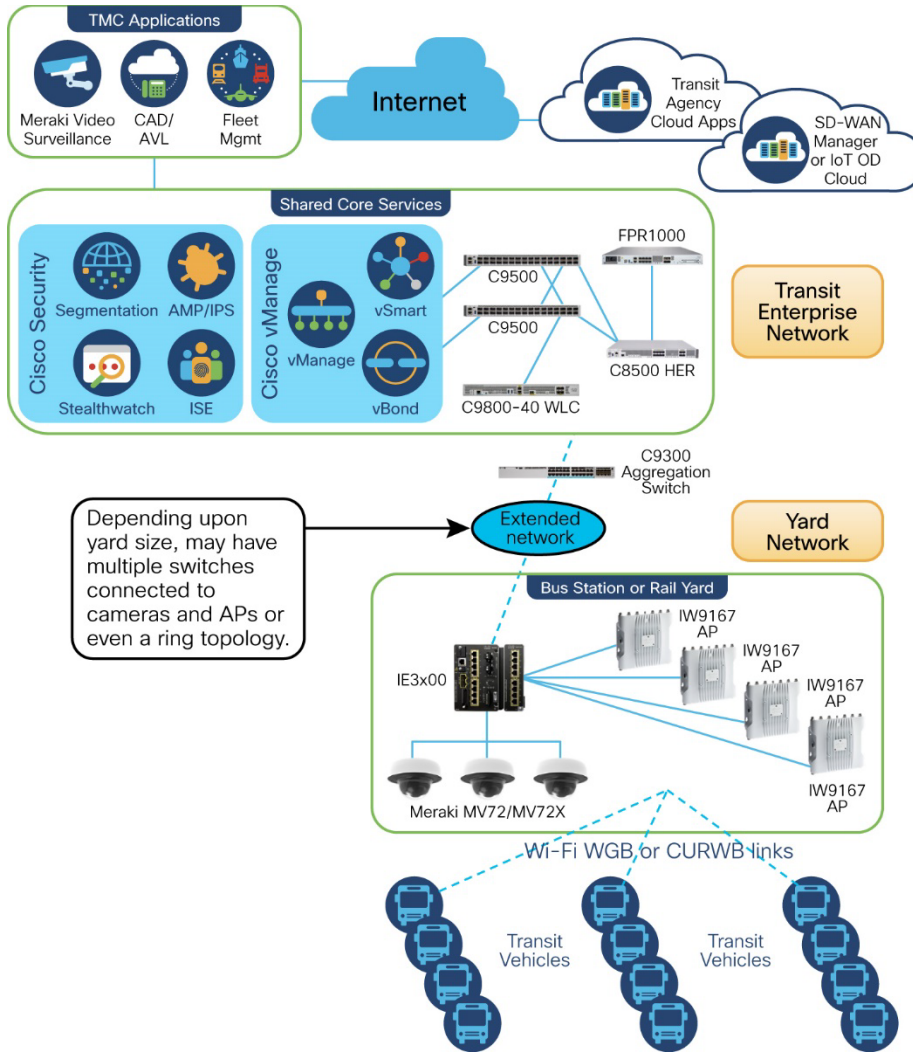 TMC Applications
Meraki Video
Surveillance
CAD/
AVL
Fleet
Mgmt
Internet
Transit
Agency
Cloud Apps
SD-WAN
Manager
or IoT OD
Cloud
Shared Core Services
Cisco Security
Segmentation
AMP/IPS
Stealthwatch
ISE
Cisco vManage
vManage
vSmart
vBond
C9500
C9500
C9800-40 WLC
FPR1000
C8500 HER
Transit
Enterprise
Network
C9300
Aggregation
Switch
Depending upon
yard size, may have
multiple switches
connected to
cameras and APs or
even a ring topology.
Extended
network
Yard
Network
Bus Station or Rail Yard
IE3x00
IW9167
AP
IW9167
AP
IW9167
AP
IW9167
AP
Meraki MV72/MV72X
Wi-Fi WGB or CURWB links
Transit
Vehicles
Transit
Vehicles